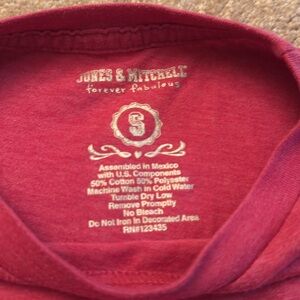 JONES & MITCHELL
forever fabulous
S
Assembled in Mexico
with U.S. Components
50% Cotton 50% Polyester
Machine Wash in Cold Water
Tumble Dry Low
Remove Promptly
No Bleach
Do Not Iron in Decorated Area
RN#123435